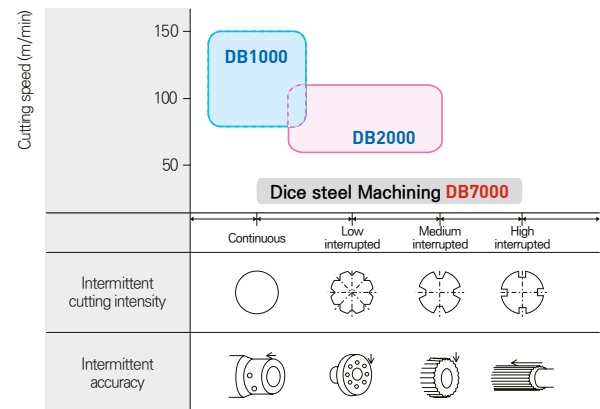 Cutting speed (m/min)
150
100
50
DB1000
DB2000
Dice steel Machining DB7000
Continuous
Low
interrupted
Medium
interrupted
High
interrupted
Intermittent
cutting intensity
Intermittent
accuracy